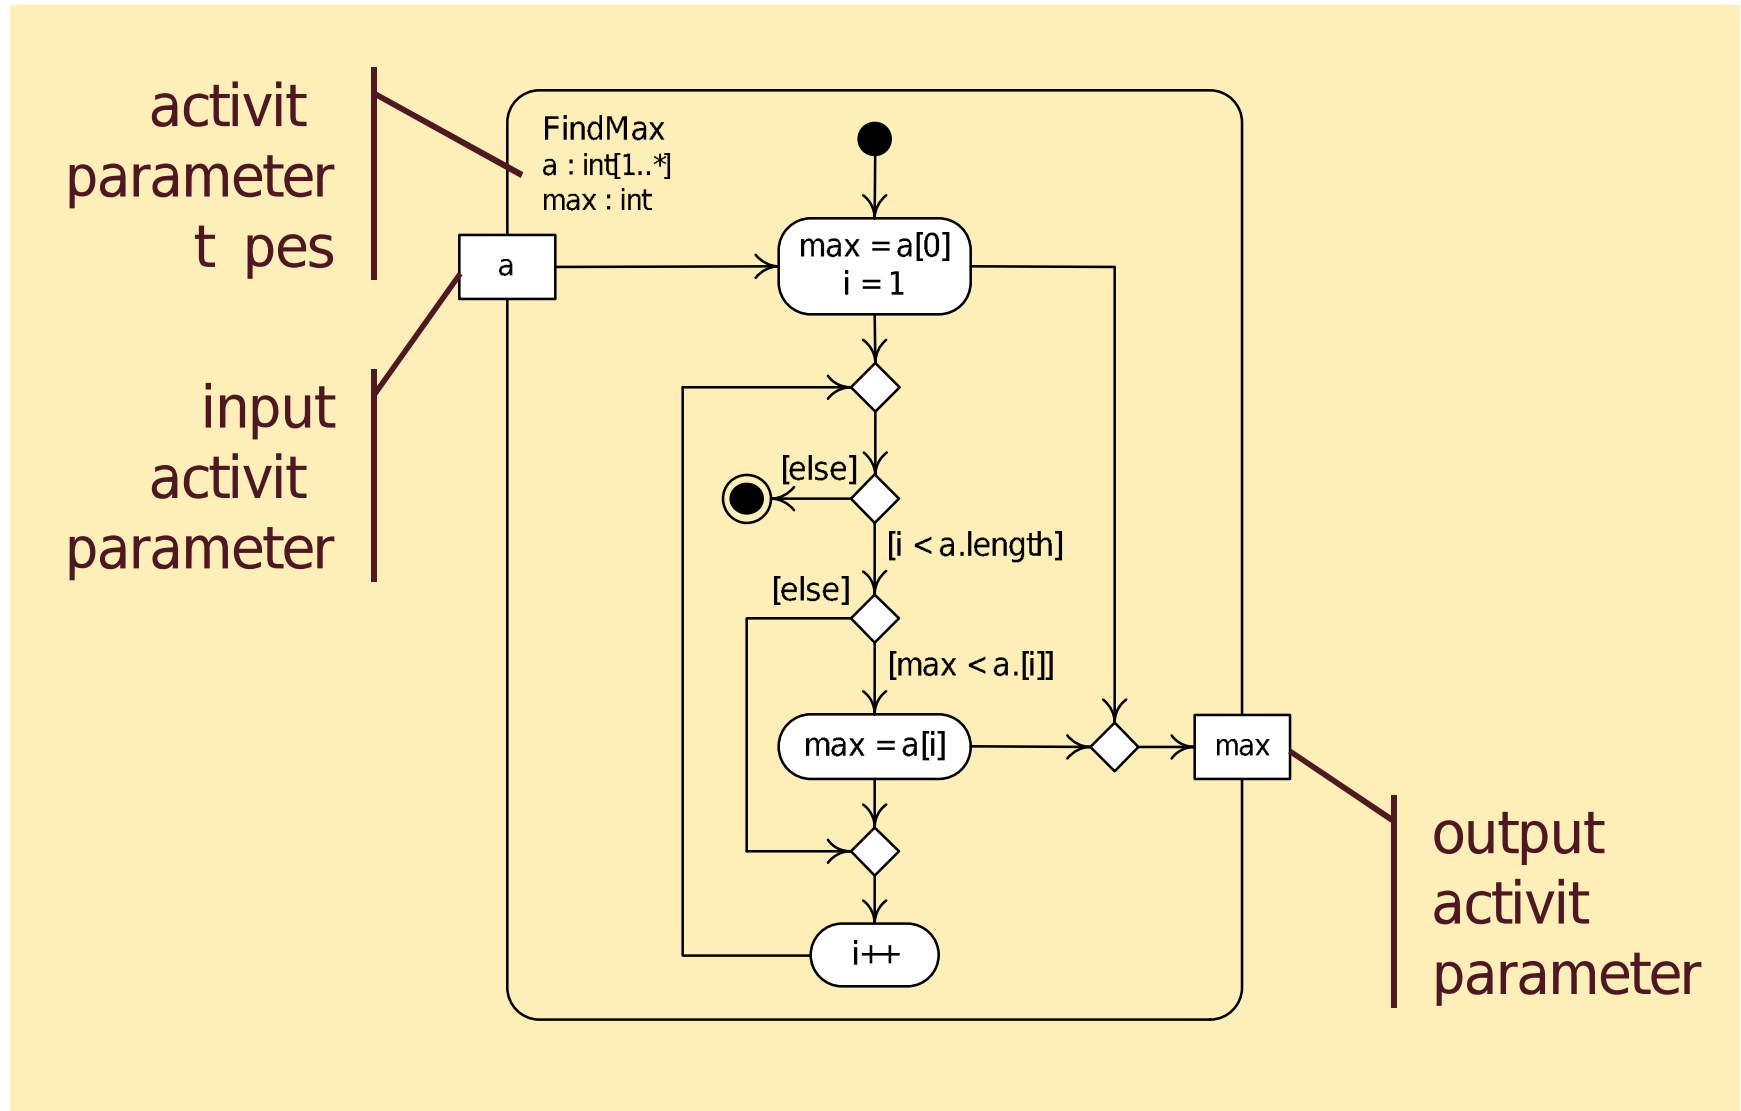 activit
parameter
t pes
FindMax
a : int[1..*]
max : int
a
max = a[0]
i = 1
input
activit
parameter
[else]
[i < a.length]
[else]
[max < a.[i]]
max = a[i]
max
output
activit
parameter
i++